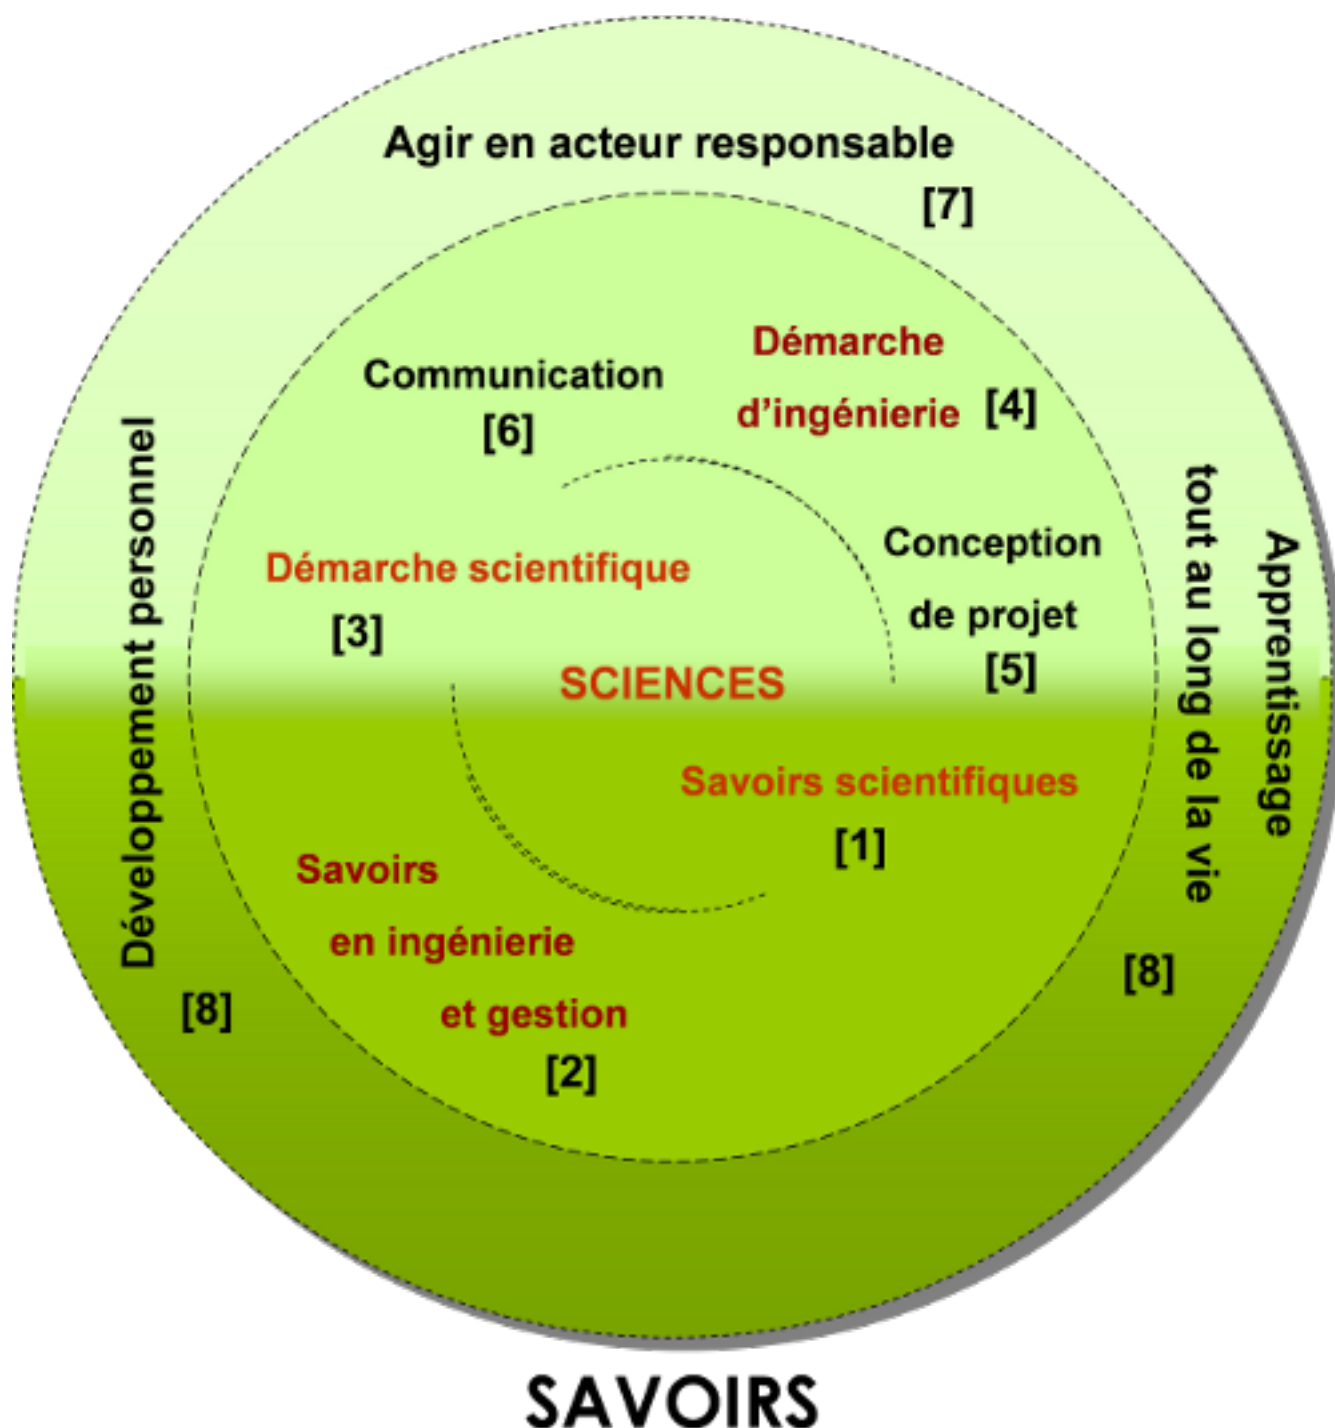 Agir en acteur responsable
[7]
Démarche
d’ingénierie [4]
Communication
[6]
Conception
de projet
[5]
Démarche scientifique
[3]
SCIENCES
Savoirs scientifiques
[1]
Savoirs
en ingénierie
et gestion
[2]
Développement personnel
[8]
Apprentissage
tout au long de la vie
[8]
SAVOIRS